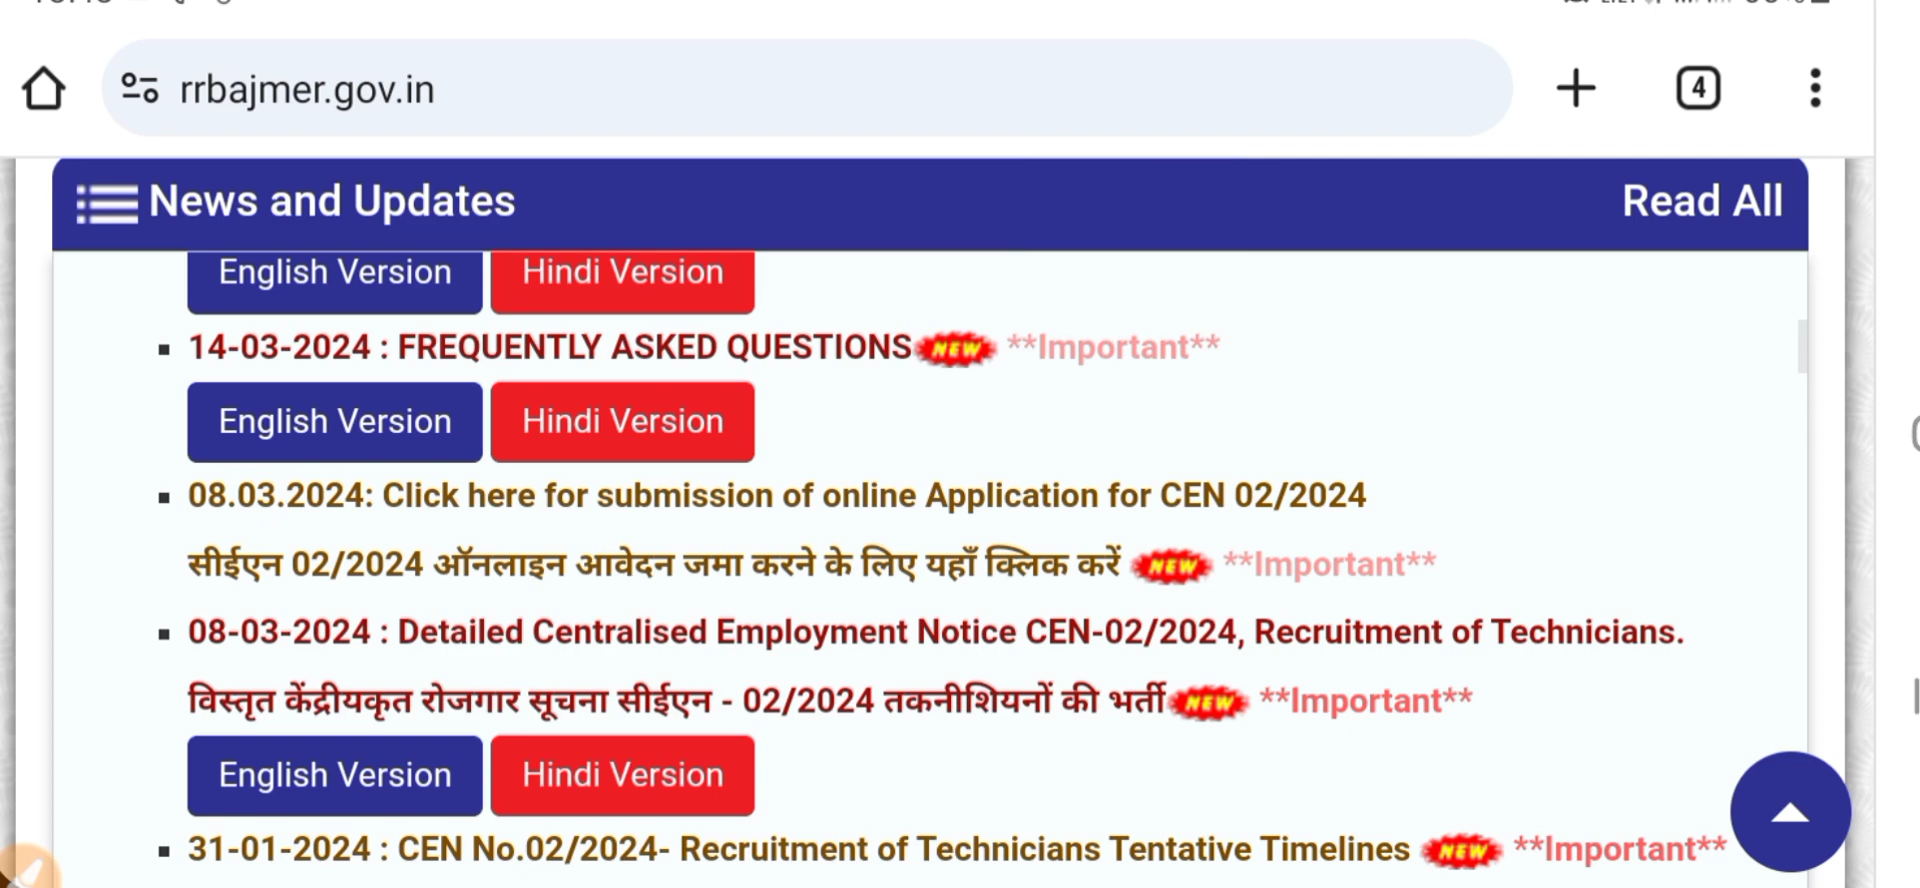 rrbajmer.gov.in
4
News and Updates
Read All
English Version Hindi Version
14-03-2024 : FREQUENTLY ASKED QUESTIONS NEW **Important**
English Version Hindi Version
08.03.2024: Click here for submission of online Application for CEN 02/2024
सीईएन 02/2024 ऑनलाइन आवेदन जमा करने के लिए यहाँ क्लिक करें NEW **Important**
08-03-2024 : Detailed Centralised Employment Notice CEN-02/2024, Recruitment of Technicians.
विस्तृत केंद्रीयकृत रोजगार सूचना सीईएन - 02/2024 तकनीशियनों की भर्ती NEW **Important**
English Version Hindi Version
31-01-2024 : CEN No.02/2024- Recruitment of Technicians Tentative Timelines NEW **Important**